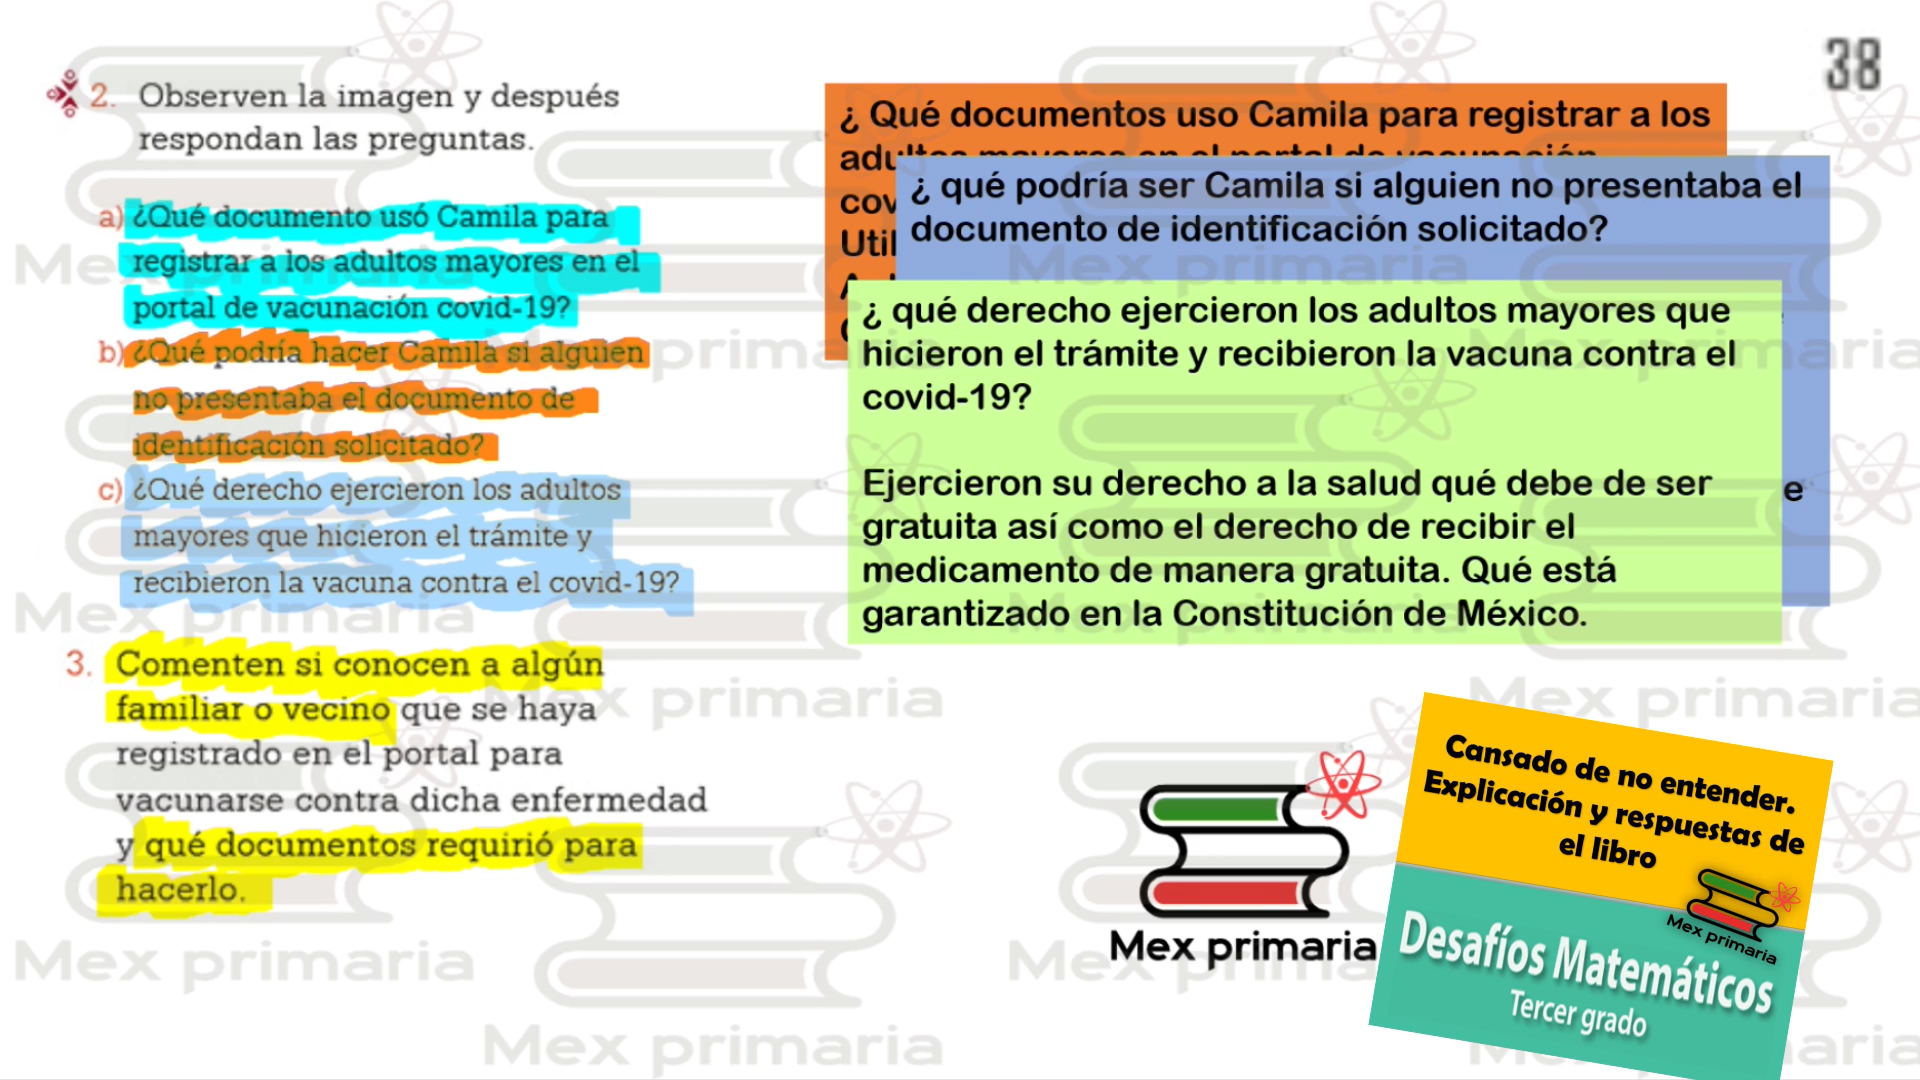 38
2. Observen la imagen y después
respondan las preguntas.
a) ¿Qué documento usó Camila para
registrar a los adultos mayores en el
portal de vacunación covid-19?
b) ¿Qué podría hacer Camila si alguien
no presentaba el documento de
identificación solicitado?
c) ¿Qué derecho ejercieron los adultos
mayores que hicieron el trámite y
recibieron la vacuna contra el covid-19?
3. Comenten si conocen a algún
familiar o vecino que se haya
registrado en el portal para
vacunarse contra dicha enfermedad
y qué documentos requirió para
hacerlo.
¿ Qué documentos uso Camila para registrar a los
adultos mayores en el portal de vacunación
¿ qué podría ser Camila si alguien no presentaba el
documento de identificación solicitado?
e
¿ qué derecho ejercieron los adultos mayores que
hicieron el trámite y recibieron la vacuna contra el
covid-19?
Ejercieron su derecho a la salud qué debe de ser
gratuita así como el derecho de recibir el
medicamento de manera gratuita. Qué está
garantizado en la Constitución de México.
Mex primaria
Cansado de no entender.
Explicación y respuestas de
el libro
Mex primaria
Desafíos Matemáticos
Tercer grado